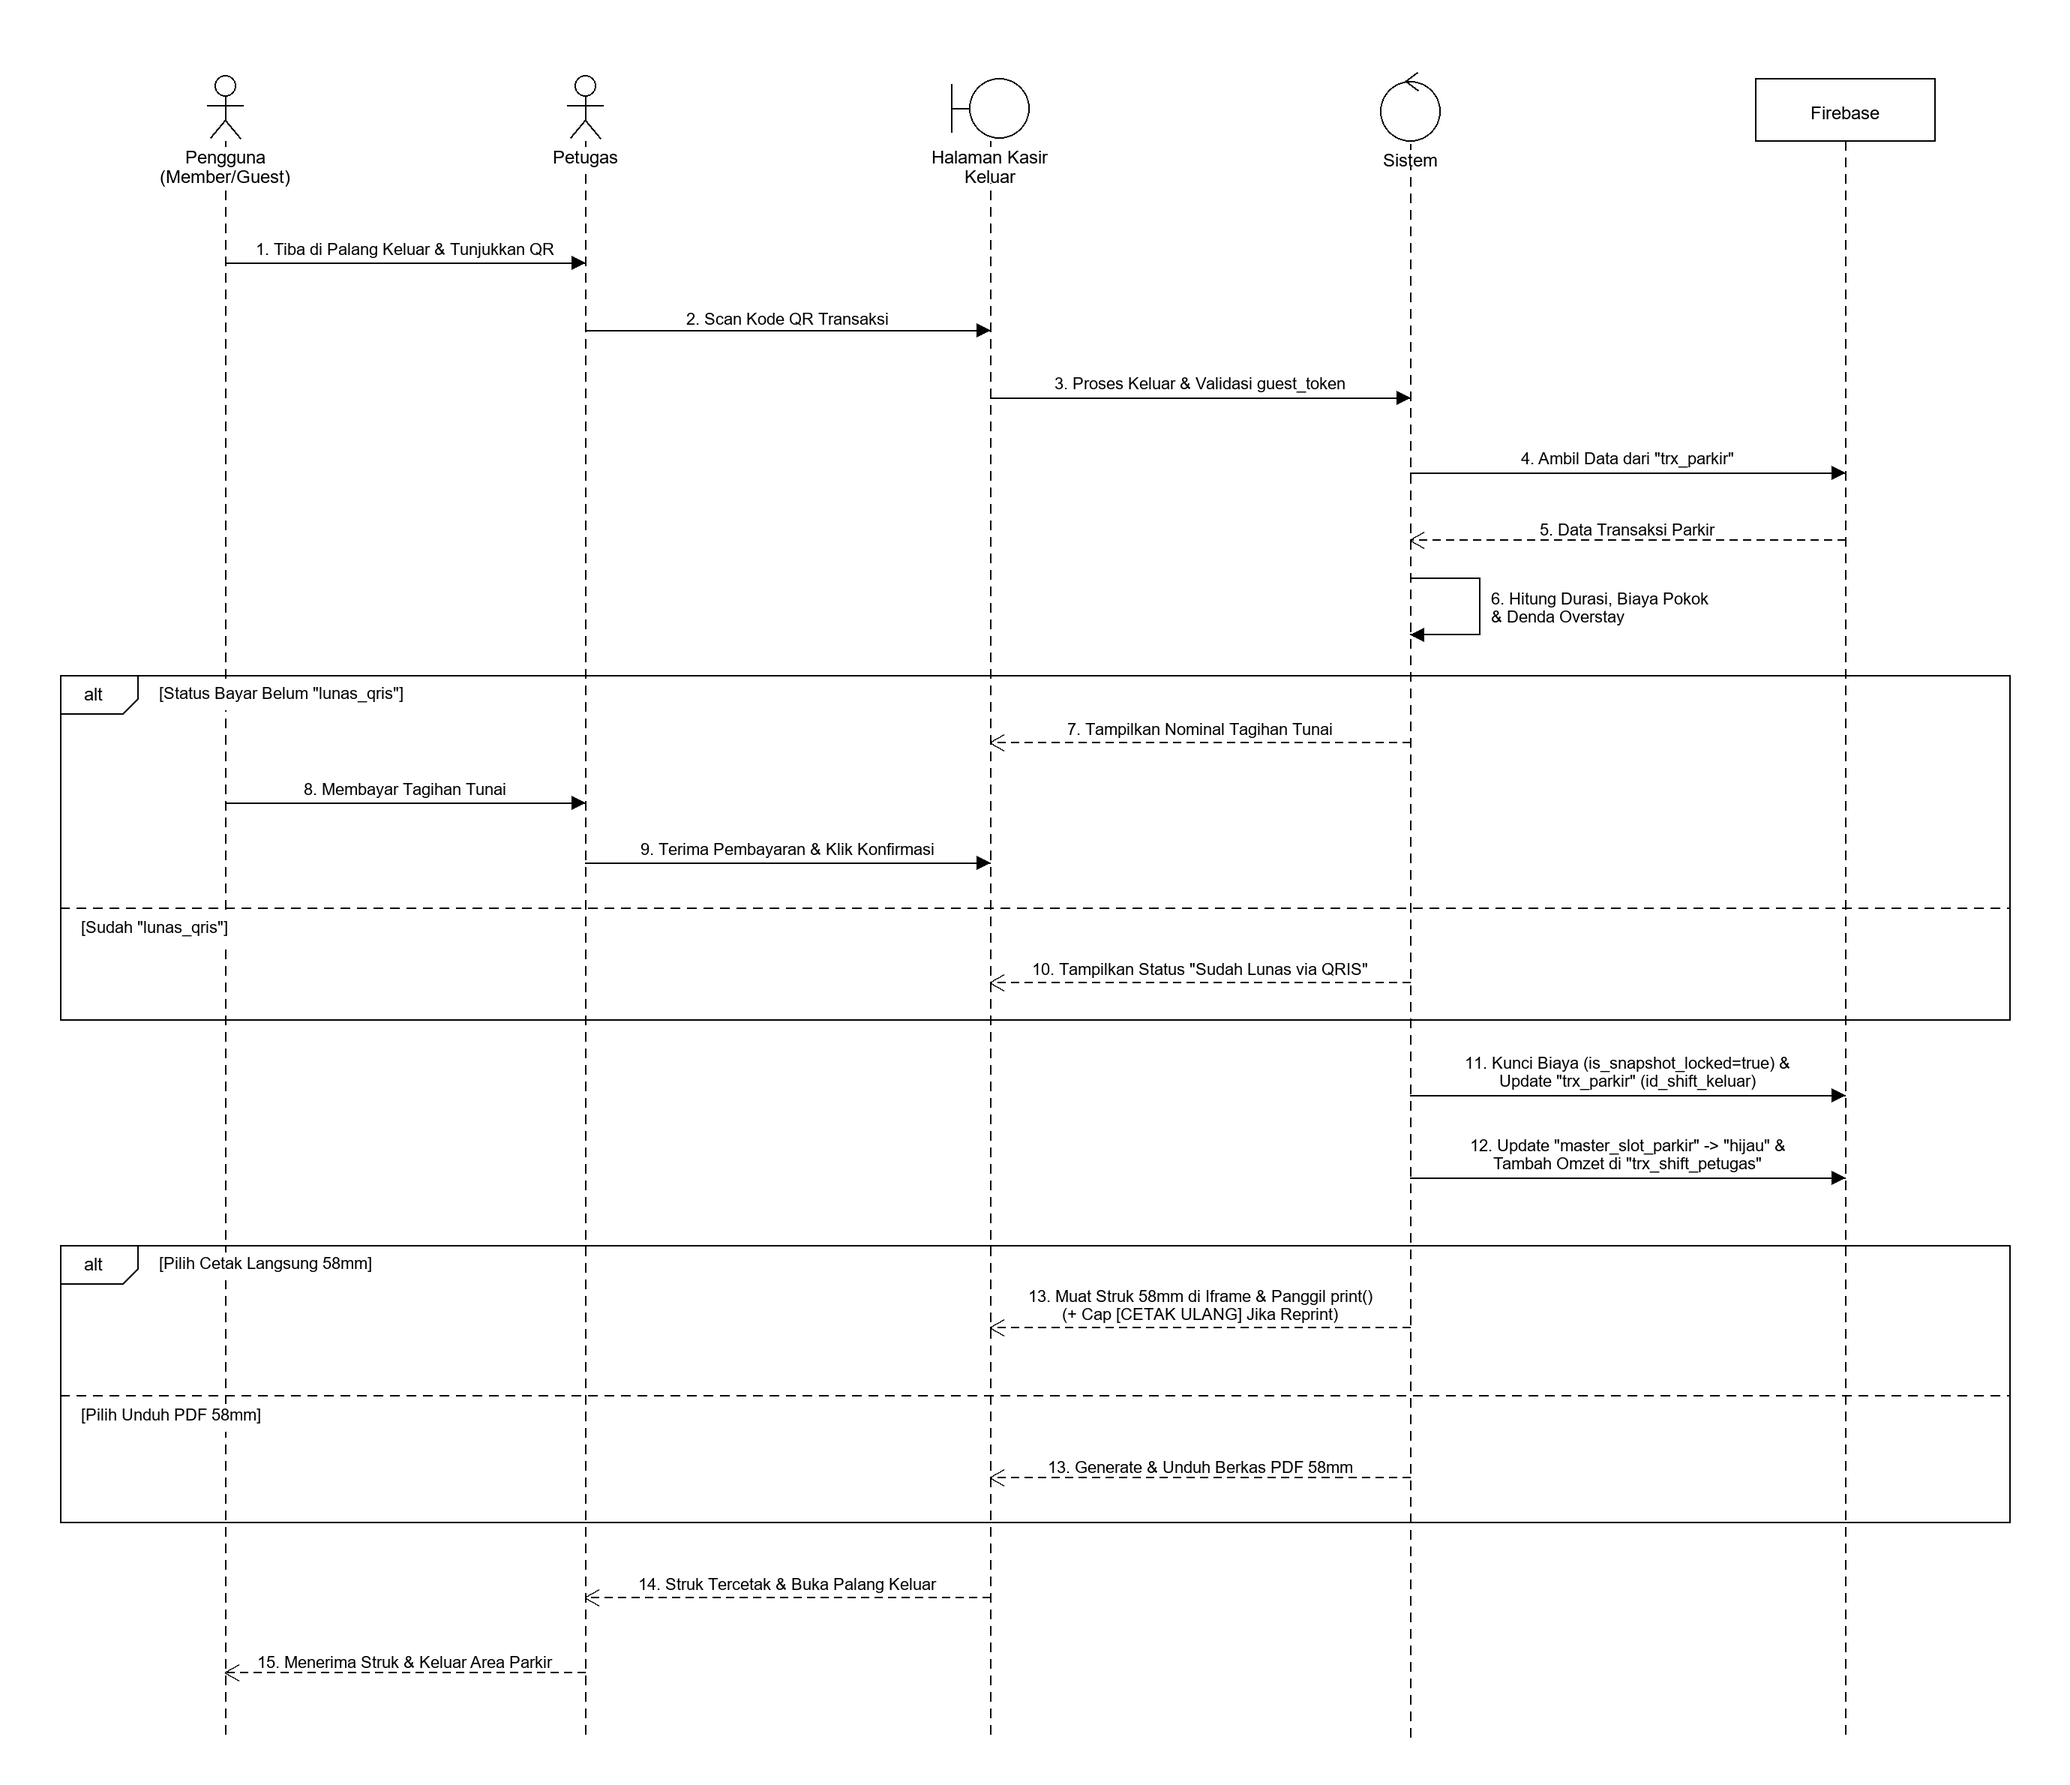 Pengguna
(Member/Guest)
Petugas
Halaman Kasir
Keluar
Sistem
Firebase
1. Tiba di Palang Keluar & Tunjukkan QR
2. Scan Kode QR Transaksi
3. Proses Keluar & Validasi guest_token
4. Ambil Data dari "trx_parkir"
5. Data Transaksi Parkir
6. Hitung Durasi, Biaya Pokok
& Denda Overstay
alt
[Status Bayar Belum "lunas_qris"]
7. Tampilkan Nominal Tagihan Tunai
8. Membayar Tagihan Tunai
9. Terima Pembayaran & Klik Konfirmasi
[Sudah "lunas_qris"]
10. Tampilkan Status "Sudah Lunas via QRIS"
11. Kunci Biaya (is_snapshot_locked=true) &
Update "trx_parkir" (id_shift_keluar)
12. Update "master_slot_parkir" -> "hijau" &
Tambah Omzet di "trx_shift_petugas"
alt
[Pilih Cetak Langsung 58mm]
13. Muat Struk 58mm di Iframe & Panggil print()
(+ Cap [CETAK ULANG] Jika Reprint)
[Pilih Unduh PDF 58mm]
13. Generate & Unduh Berkas PDF 58mm
14. Struk Tercetak & Buka Palang Keluar
15. Menerima Struk & Keluar Area Parkir